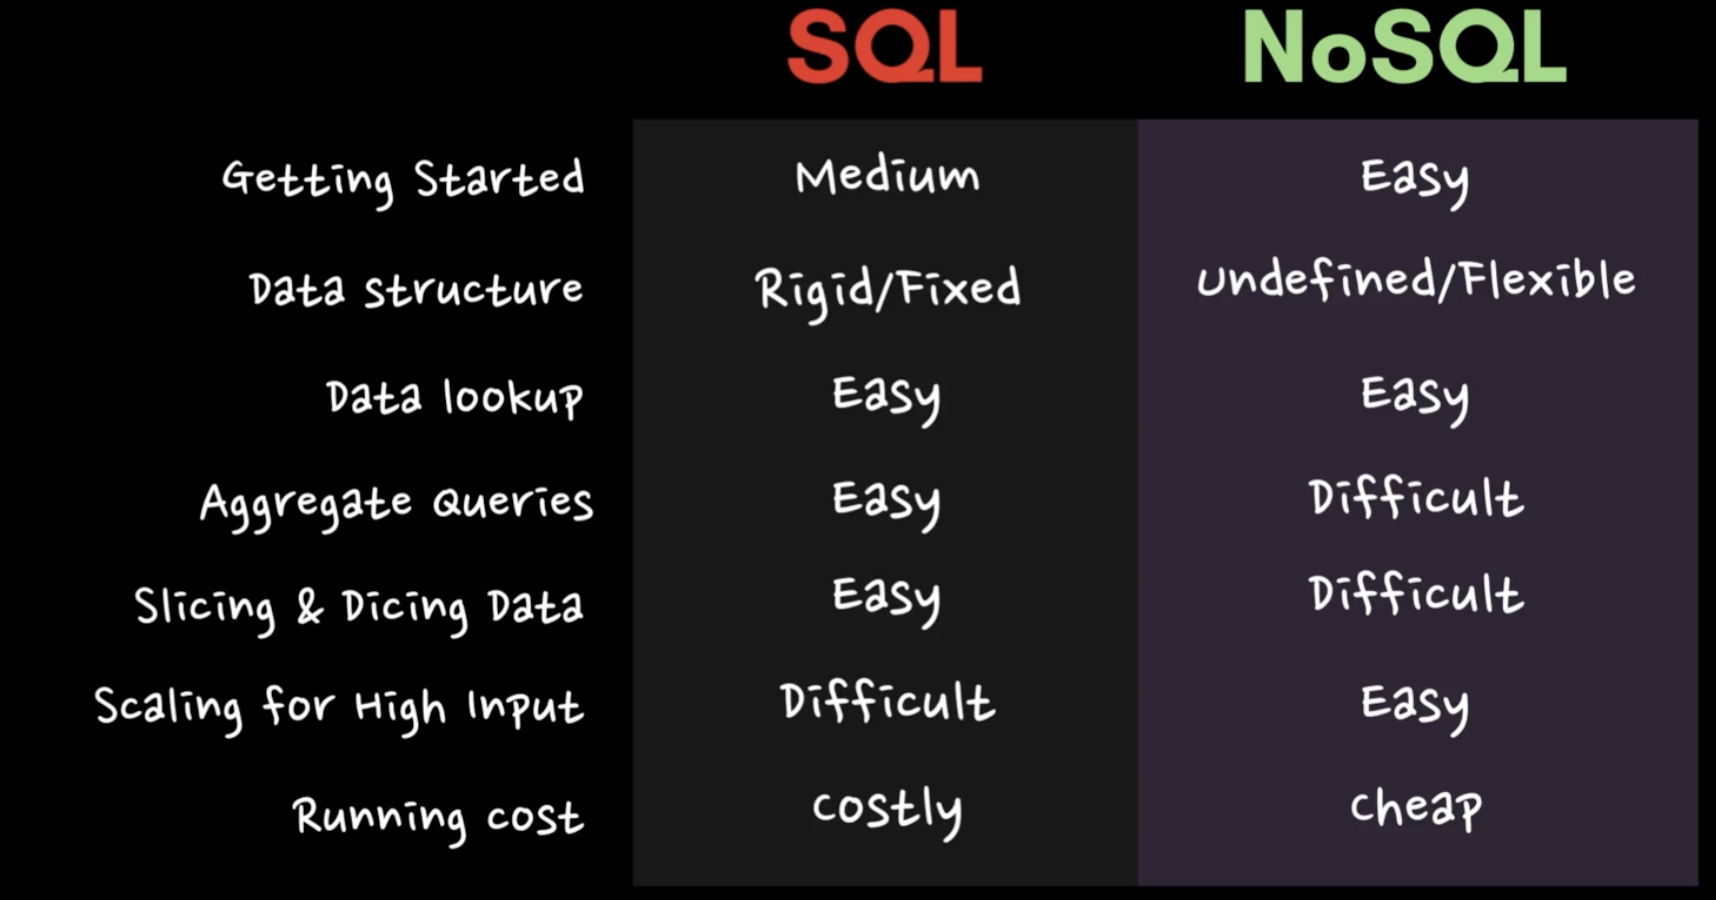 SQL NoSQL
Getting Started Medium Easy
Data structure Rigid/Fixed Undefined/Flexible
Data lookup Easy Easy
Aggregate Queries Easy Difficult
Slicing & Dicing Data Easy Difficult
Scaling for High Input Difficult Easy
Running cost costly cheap